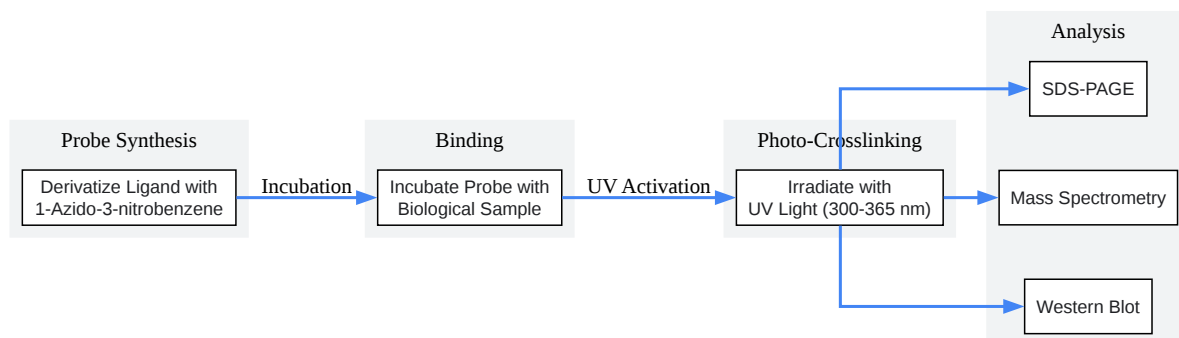 Probe Synthesis
Derivatize Ligand with
1-Azido-3-nitrobenzene
Incubation
Binding
Incubate Probe with
Biological Sample
UV Activation
Photo-Crosslinking
Irradiate with
UV Light (300-365 nm)
Analysis
SDS-PAGE
Mass Spectrometry
Western Blot